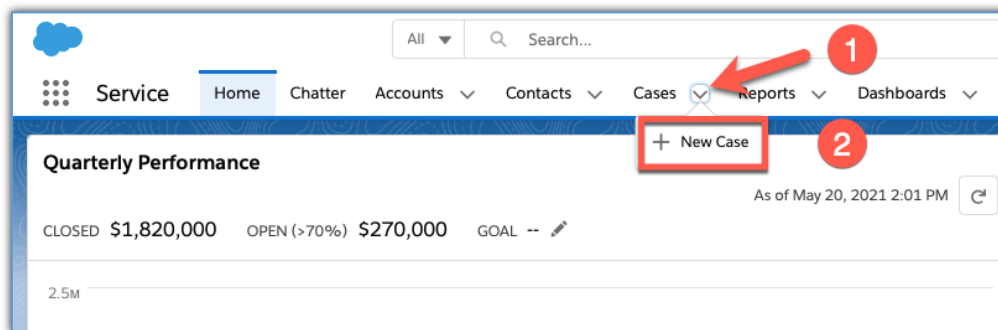 All
Search...
1
Service Home Chatter Accounts Contacts Cases Reports Dashboards
+ New Case
2
Quarterly Performance
As of May 20, 2021 2:01 PM
CLOSED $1,820,000 OPEN (>70%) $270,000 GOAL --
2.5M